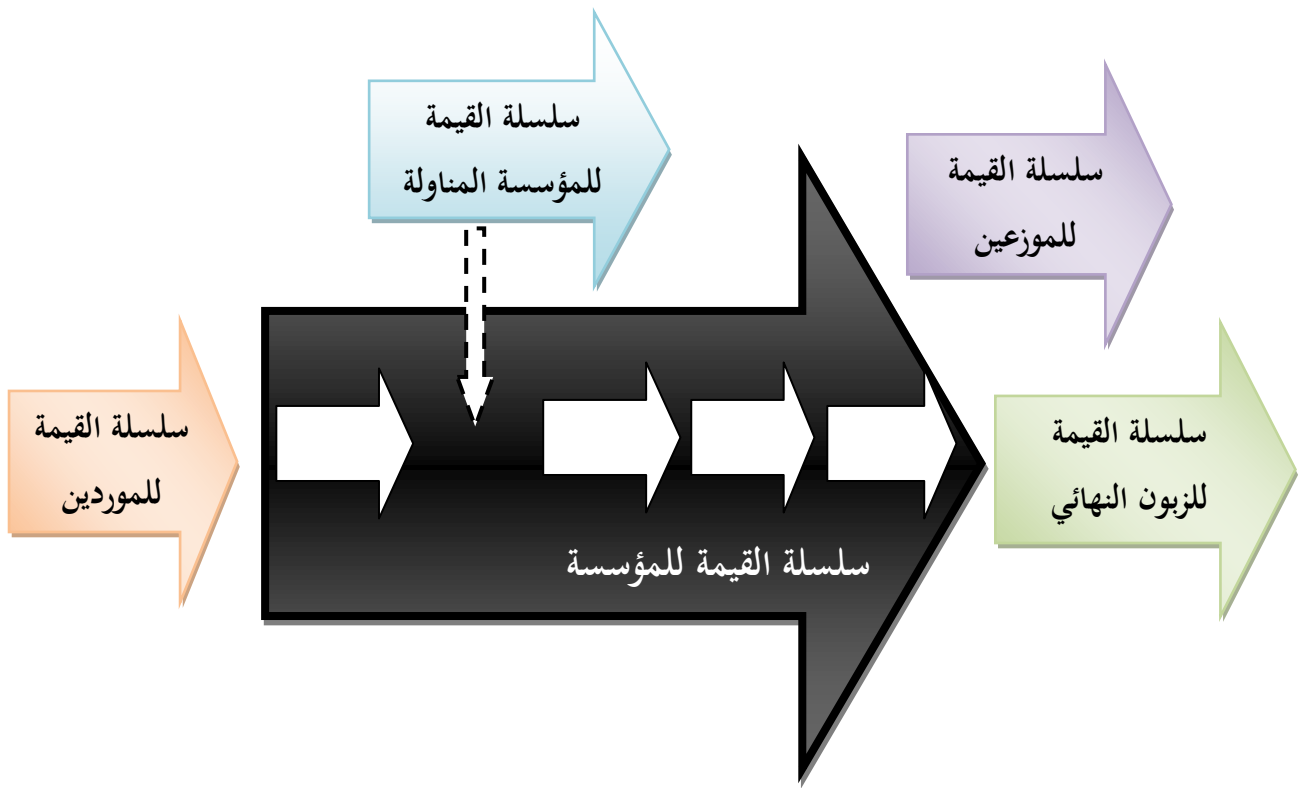 سلسلة القيمة
للمؤسسة المناولة
سلسلة القيمة
للموزعين
سلسلة القيمة
للموردين
سلسلة القيمة
للزبون النهائي
سلسلة القيمة للمؤسسة